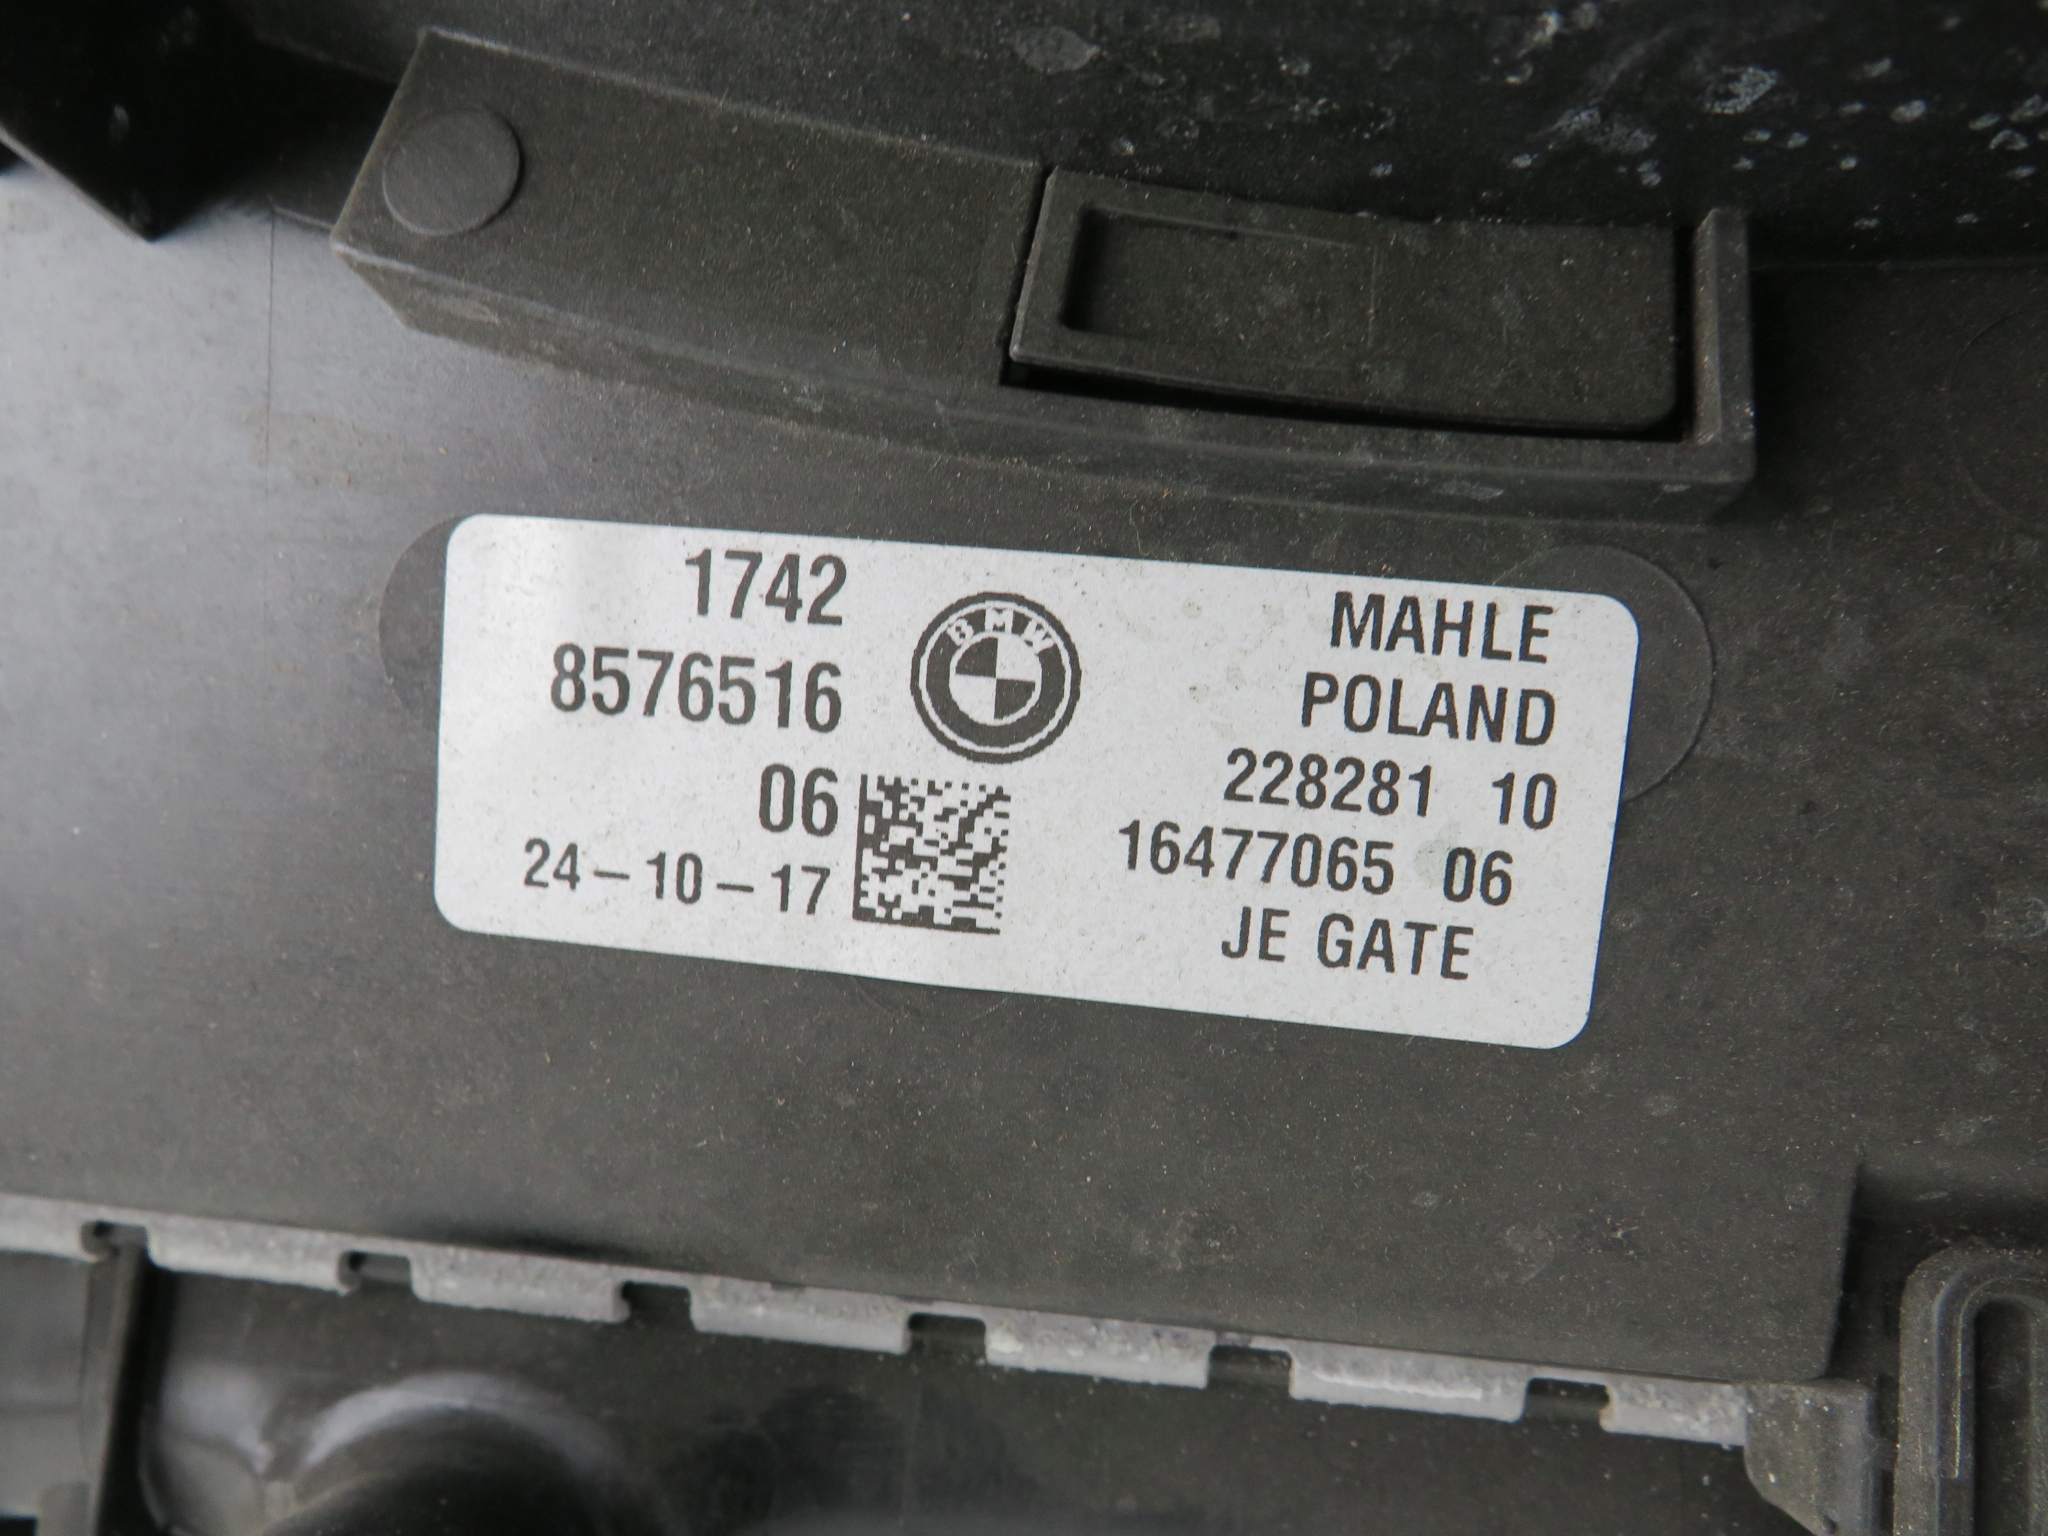 1742
8576516
06
24-10-17
BMW
MAHLE
POLAND
228281 10
16477065 06
JE GATE